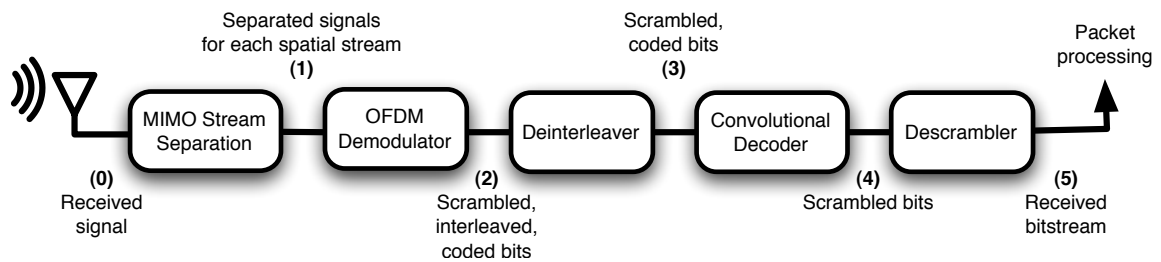 Separated signals
for each spatial stream
(1)
Scrambled,
coded bits
(3)
Packet
processing
MIMO Stream
Separation
OFDM
Demodulator
Deinterleaver
Convolutional
Decoder
Descrambler
(0)
Received
signal
(2)
Scrambled,
interleaved,
coded bits
(4)
Scrambled bits
(5)
Received
bitstream